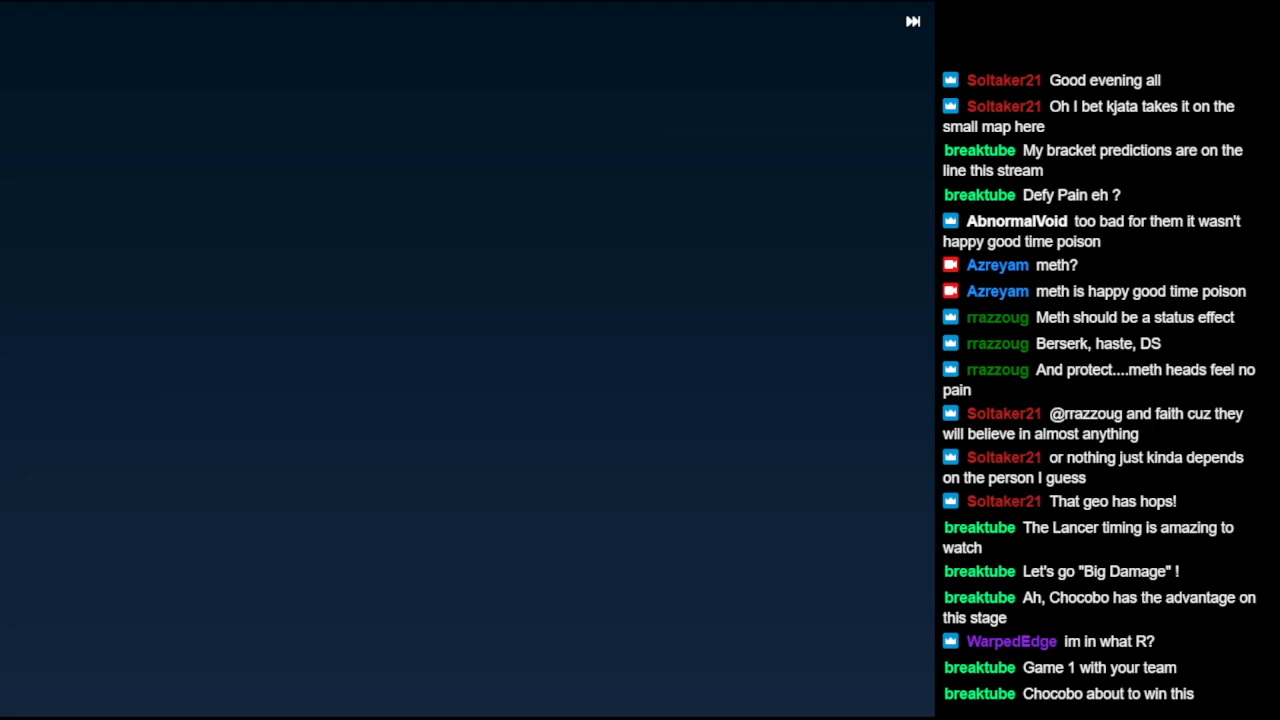 Soltaker21 Good evening all
Soltaker21 Oh I bet kjata takes it on the
small map here
breaktube My bracket predictions are on the
line this stream
breaktube Defy Pain eh ?
AbnormalVoid too bad for them it wasn't
happy good time poison
Azreyam meth?
Azreyam meth is happy good time poison
rrazzoug Meth should be a status effect
rrazzoug Berserk, haste, DS
rrazzoug And protect....meth heads feel no
pain
Soltaker21 @rrazzoug and faith cuz they
will believe in almost anything
Soltaker21 or nothing just kinda depends
on the person I guess
Soltaker21 That geo has hops!
breaktube The Lancer timing is amazing to
watch
breaktube Let's go "Big Damage" !
breaktube Ah, Chocobo has the advantage on
this stage
WarpedEdge im in what R?
breaktube Game 1 with your team
breaktube Chocobo about to win this